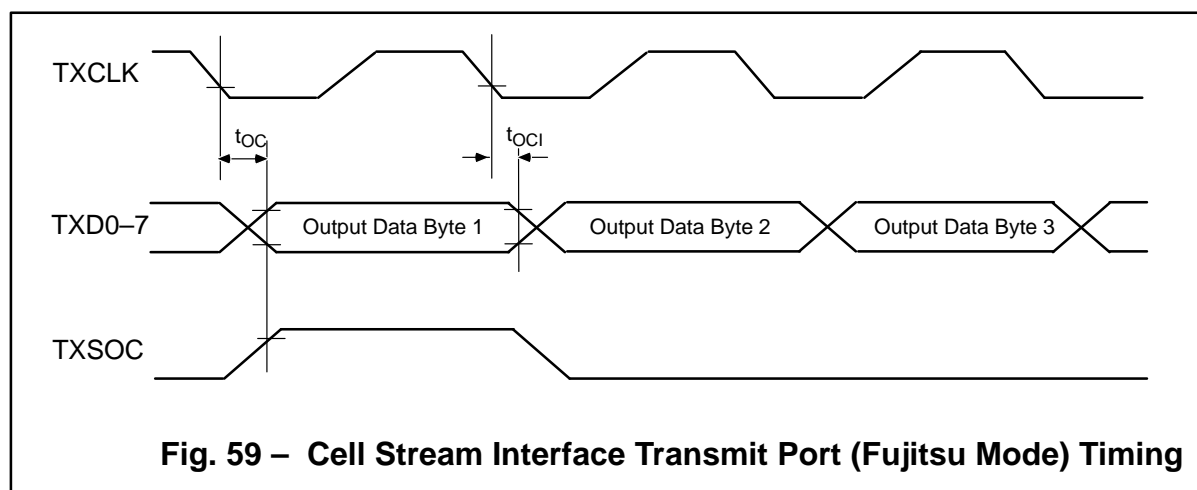 TXCLK
tOC
tOCI
TXD0–7
Output Data Byte 1
Output Data Byte 2
Output Data Byte 3
TXSOC
Fig. 59 – Cell Stream Interface Transmit Port (Fujitsu Mode) Timing